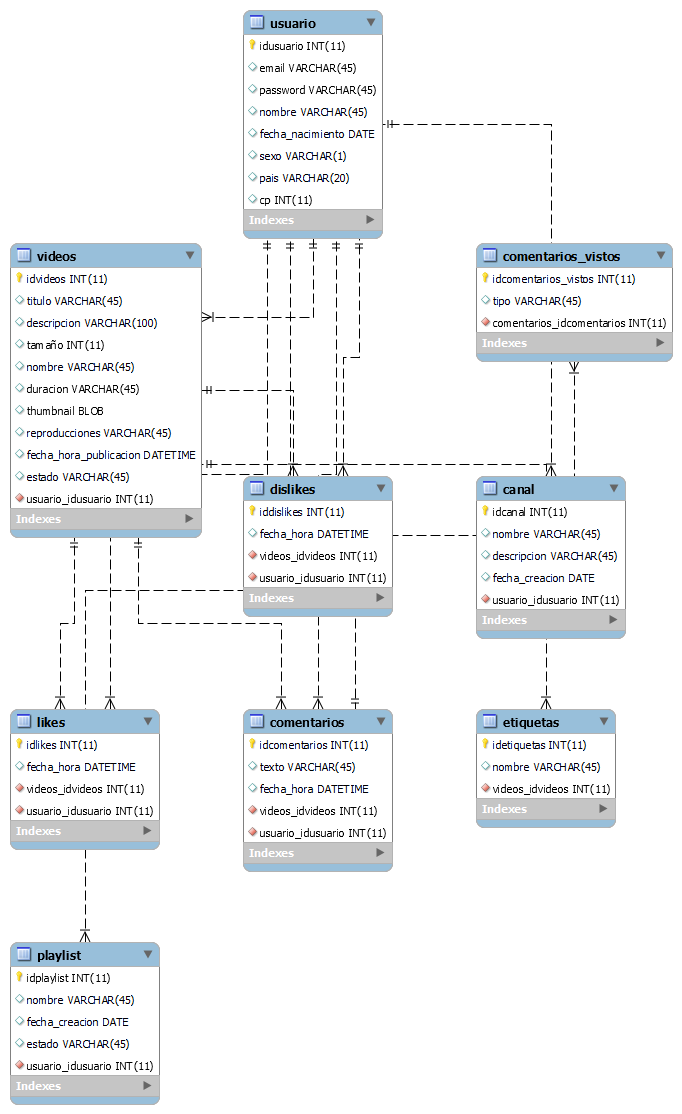 usuario
idusuario INT(11)
email VARCHAR(45)
password VARCHAR(45)
nombre VARCHAR(45)
fecha_nacimiento DATE
sexo VARCHAR(1)
pais VARCHAR(20)
cp INT(11)
Indexes
videos
idvideos INT(11)
titulo VARCHAR(45)
descripcion VARCHAR(100)
tamaño INT(11)
nombre VARCHAR(45)
duracion VARCHAR(45)
thumbnail BLOB
reproducciones VARCHAR(45)
fecha_hora_publicacion DATETIME
estado VARCHAR(45)
usuario_idusuario INT(11)
Indexes
comentarios_vistos
idcomentarios_vistos INT(11)
tipo VARCHAR(45)
comentarios_idcomentarios INT(11)
Indexes
dislikes
iddislikes INT(11)
fecha_hora DATETIME
videos_idvideos INT(11)
usuario_idusuario INT(11)
Indexes
canal
idcanal INT(11)
nombre VARCHAR(45)
descripcion VARCHAR(45)
fecha_creacion DATE
usuario_idusuario INT(11)
Indexes
likes
idlikes INT(11)
fecha_hora DATETIME
videos_idvideos INT(11)
usuario_idusuario INT(11)
Indexes
comentarios
idcomentarios INT(11)
texto VARCHAR(45)
fecha_hora DATETIME
videos_idvideos INT(11)
usuario_idusuario INT(11)
Indexes
etiquetas
idetiquetas INT(11)
nombre VARCHAR(45)
videos_idvideos INT(11)
Indexes
playlist
idplaylist INT(11)
nombre VARCHAR(45)
fecha_creacion DATE
estado VARCHAR(45)
usuario_idusuario INT(11)
Indexes